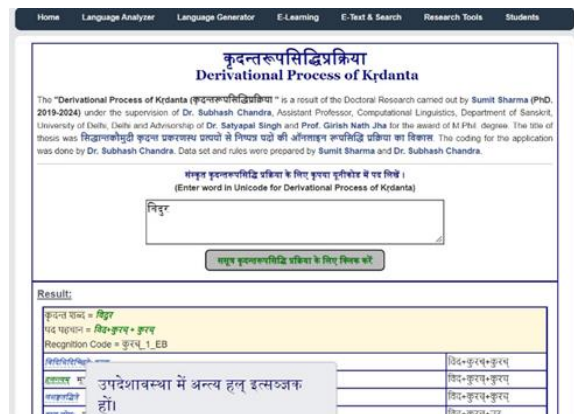 Home Language Analyzer Language Generator E-Learning E-Text & Search Research Tools Students
कृदन्तरूपसिद्धिप्रक्रिया
Derivational Process of Kṛdanta
The "Derivational Process of Kṛdanta (कृदन्तरूपसिद्धिप्रक्रिया " is a result of the Doctoral Research carried out by Sumit Sharma (PhD.
2019-2024) under the supervision of Dr. Subhash Chandra, Assistant Professor, Computational Linguistics, Department of Sanskrit,
University of Delhi, Delhi and Advisorship of Dr. Satyapal Singh and Prof. Girish Nath Jha for the award of M.Phil. degree. The title of
thesis was सिद्धान्तकौमुदी कृदन्त प्रकरणस्थ प्रत्ययों से निष्पन्न पदों की ऑनलाइन रूपसिद्धि प्रक्रिया का विकास. The coding for the application
was done by Dr. Subhash Chandra. Data set and rules were prepared by Sumit Sharma and Dr. Subhash Chandra.
संस्कृत कृदन्तरूपसिद्धि प्रक्रिया के लिए कृपया यूनीकोड में पद लिखें।
(Enter word in Unicode for Derivational Process of Kṛdanta)
विदुर
ससूत्र कृदन्तरूपसिद्धि प्रक्रिया के लिए क्लिक करें
Result:
कृदन्त शब्द = विदुर
पद पहचान = विद+कुरच् + कुरच्
Recgnition Code = कुरच्_1_EB
विद+कुरच्+कुरच्
हलन्त्यम् विद+कुरच्+कुरच्
उपदेशावस्था में अन्त्य हल् इत्सञ्ज्ञक
हों।